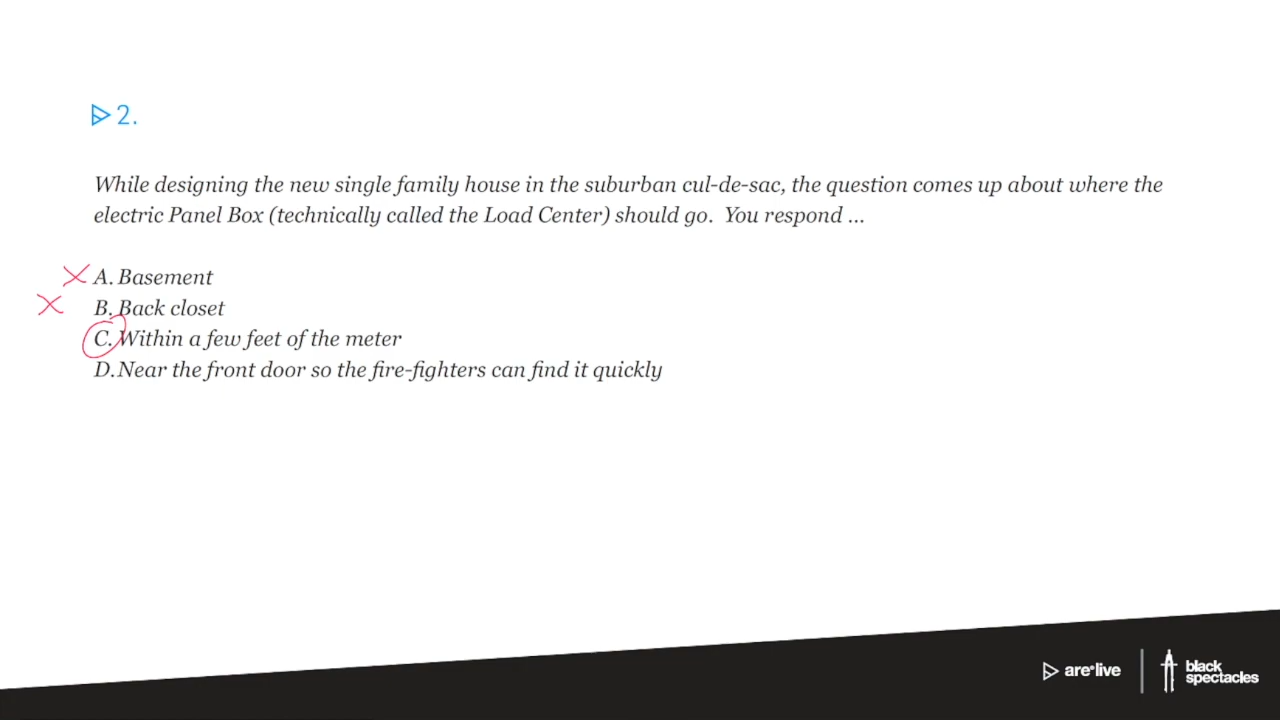 2.
While designing the new single family house in the suburban cul-de-sac, the question comes up about where the
electric Panel Box (technically called the Load Center) should go.  You respond ...
A. Basement
B. Back closet
C. Within a few feet of the meter
D. Near the front door so the fire-fighters can find it quickly
are*live
black
spectacles